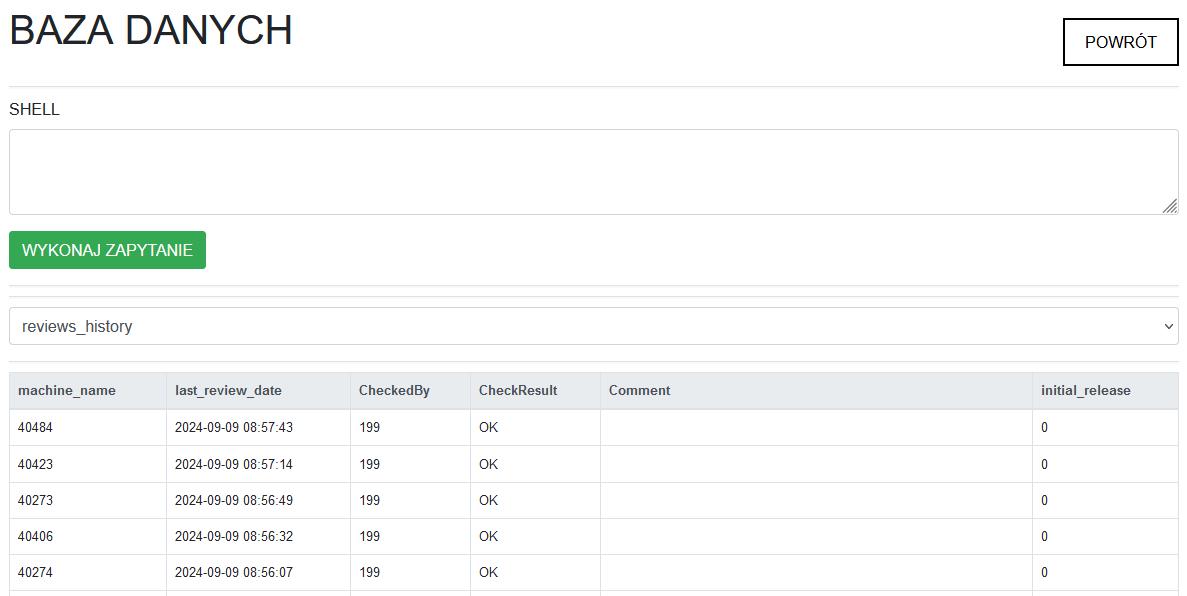 BAZA DANYCH
POWRÓT
SHELL
WYKONAJ ZAPYTANIE
reviews_history
machine_name last_review_date CheckedBy CheckResult Comment initial_release
40484 2024-09-09 08:57:43 199 OK 0
40423 2024-09-09 08:57:14 199 OK 0
40273 2024-09-09 08:56:49 199 OK 0
40406 2024-09-09 08:56:32 199 OK 0
40274 2024-09-09 08:56:07 199 OK 0